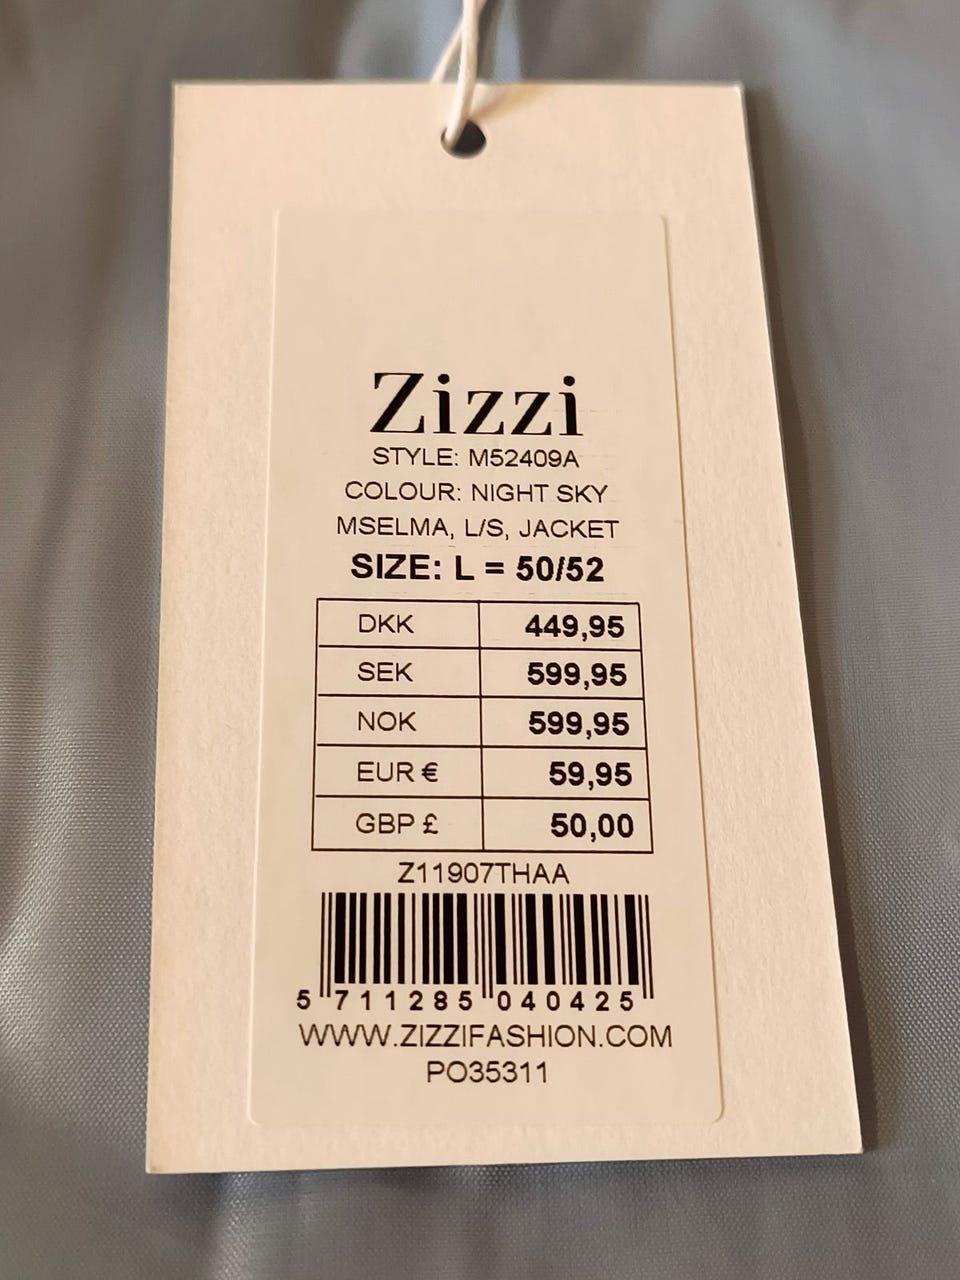 Zizzi
STYLE: M52409A
COLOUR: NIGHT SKY
MSELMA, L/S, JACKET
SIZE: L = 50/52
DKK 449,95
SEK 599,95
NOK 599,95
EUR € 59,95
GBP £ 50,00
Z11907THAA
5 711285 040425
WWW.ZIZZIFASHION.COM
PO35311